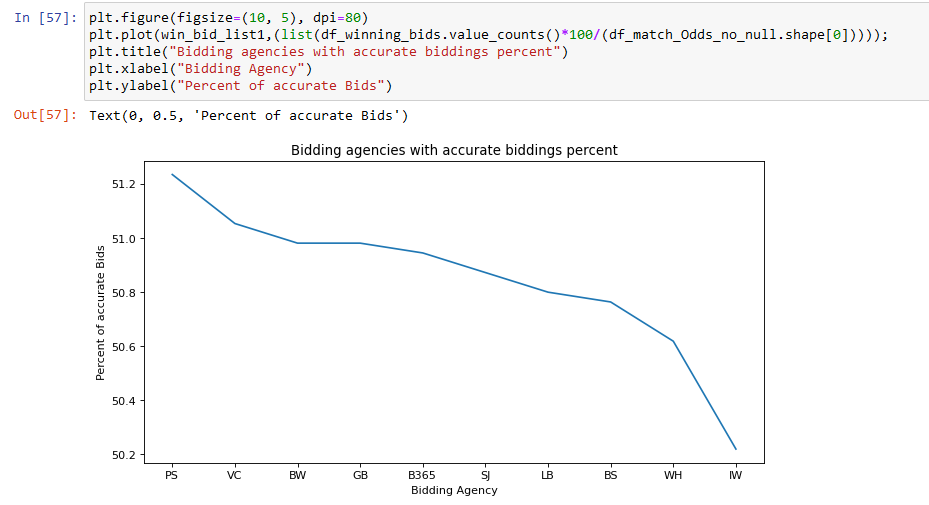 In [57]: plt.figure(figsize=(10, 5), dpi=80)
plt.plot(win_bid_list1,(list(df_winning_bids.value_counts()*100/(df_match_Odds_no_null.shape[0]))));
plt.title("Bidding agencies with accurate biddings percent")
plt.xlabel("Bidding Agency")
plt.ylabel("Percent of accurate Bids")
Out[57]: Text(0, 0.5, 'Percent of accurate Bids')
Bidding agencies with accurate biddings percent
Percent of accurate Bids
51.2
51.0
50.8
50.6
50.4
50.2
PS VC BW GB B365 SJ LB BS WH IW
Bidding Agency